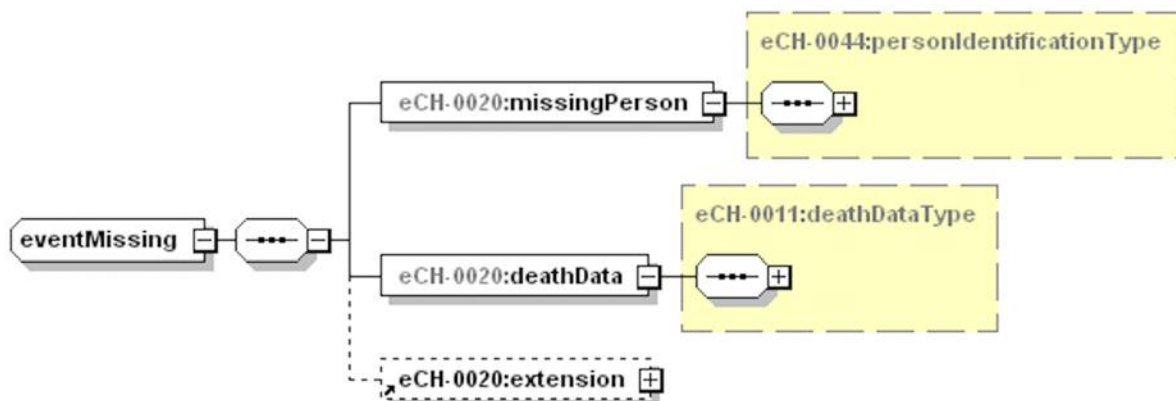 eCH-0044:personIdentificationType
eCH-0020:missingPerson
eCH-0011:deathDataType
eventMissing
eCH-0020:deathData
eCH-0020:extension